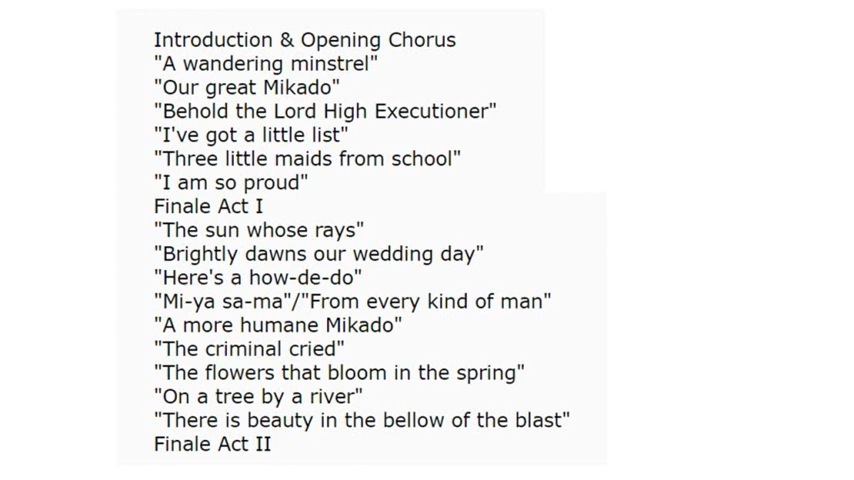 Introduction & Opening Chorus
"A wandering minstrel"
"Our great Mikado"
"Behold the Lord High Executioner"
"I've got a little list"
"Three little maids from school"
"I am so proud"
Finale Act I
"The sun whose rays"
"Brightly dawns our wedding day"
"Here's a how-de-do"
"Mi-ya sa-ma"/"From every kind of man"
"A more humane Mikado"
"The criminal cried"
"The flowers that bloom in the spring"
"On a tree by a river"
"There is beauty in the bellow of the blast"
Finale Act II